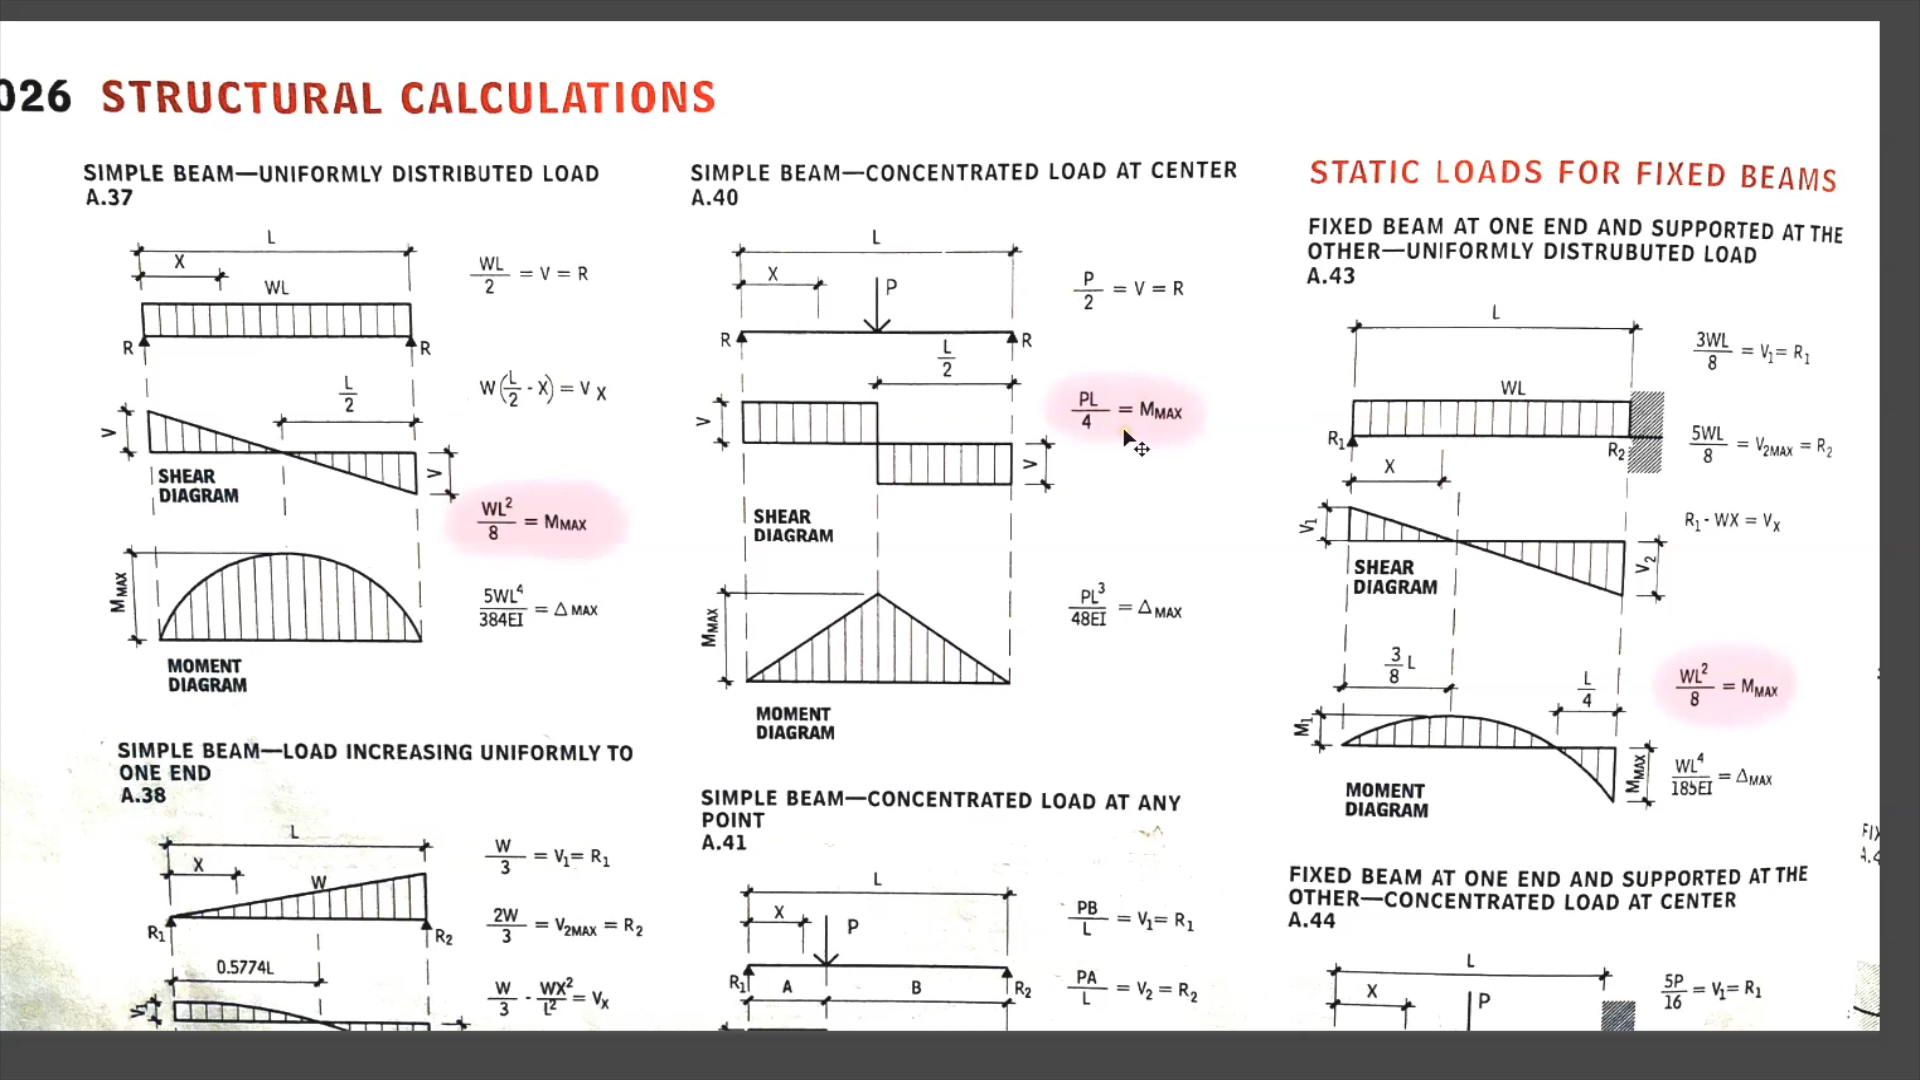 026 STRUCTURAL CALCULATIONS
SIMPLE BEAM—UNIFORMLY DISTRIBUTED LOAD
A.37
L
X
WL
R
R
WL/2 = V = R
W(L/2 - X) = V X
L/2
V
V
SHEAR
DIAGRAM
WL²/8 = MMAX
MMAX
5WL⁴/384EI = Δ MAX
MOMENT
DIAGRAM
SIMPLE BEAM—LOAD INCREASING UNIFORMLY TO
ONE END
A.38
L
X
W
R₁
R₂
W/3 = V₁= R₁
2W/3 = V₂MAX = R₂
0.5774L
W/3 - WX²/L² = VX
V₁
SIMPLE BEAM—CONCENTRATED LOAD AT CENTER
A.40
L
X
P
R
R
P/2 = V = R
L/2
V
V
PL/4 = MMAX
SHEAR
DIAGRAM
MMAX
PL³/48EI = Δ MAX
MOMENT
DIAGRAM
SIMPLE BEAM—CONCENTRATED LOAD AT ANY
POINT
A.41
L
X
P
R₁
A
B
R₂
PB/L = V₁= R₁
PA/L = V₂ = R₂
STATIC LOADS FOR FIXED BEAMS
FIXED BEAM AT ONE END AND SUPPORTED AT THE
OTHER—UNIFORMLY DISTRUBUTED LOAD
A.43
L
WL
R₁
R₂
X
3WL/8 = V₁= R₁
5WL/8 = V₂MAX = R₂
R₁ - WX = VX
V₁
V₂
SHEAR
DIAGRAM
3/8 L
L/4
WL²/8 = MMAX
M₁
MMAX
WL⁴/185EI = ΔMAX
MOMENT
DIAGRAM
FIXED BEAM AT ONE END AND SUPPORTED AT THE
OTHER—CONCENTRATED LOAD AT CENTER
A.44
L
X
P
5P/16 = V₁= R₁